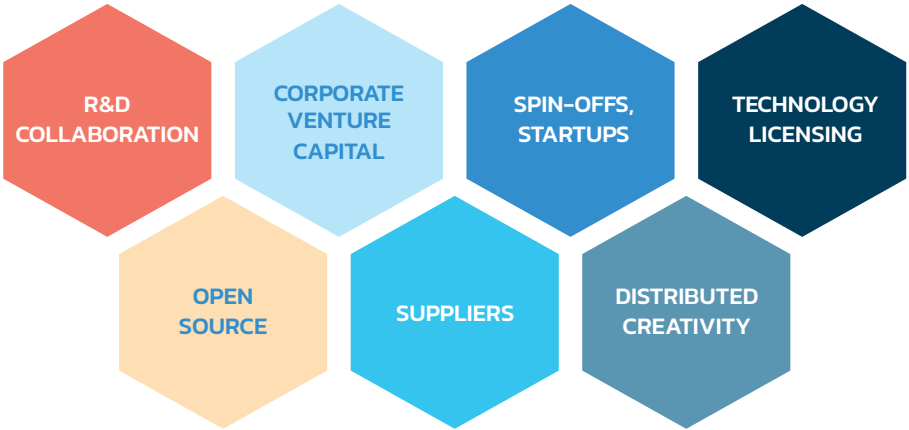 R&D
COLLABORATION
CORPORATE
VENTURE
CAPITAL
SPIN-OFFS,
STARTUPS
TECHNOLOGY
LICENSING
OPEN
SOURCE
SUPPLIERS
DISTRIBUTED
CREATIVITY